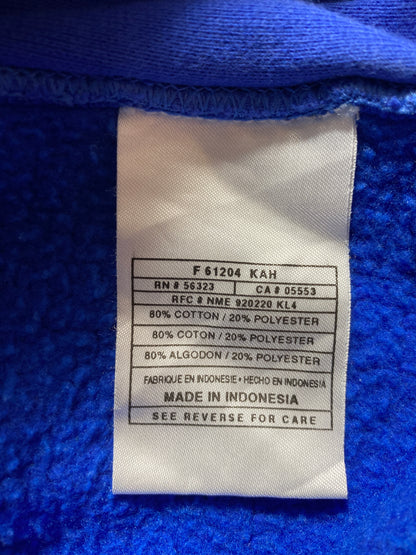 F 61204 KAH
RN # 56323 CA # 05553
RFC # NME 920220 KL4
80% COTTON / 20% POLYESTER
80% COTON / 20% POLYESTER
80% ALGODON / 20% POLYESTER
FABRIQUE EN INDONESIE • HECHO EN INDONESIA
MADE IN INDONESIA
SEE REVERSE FOR CARE